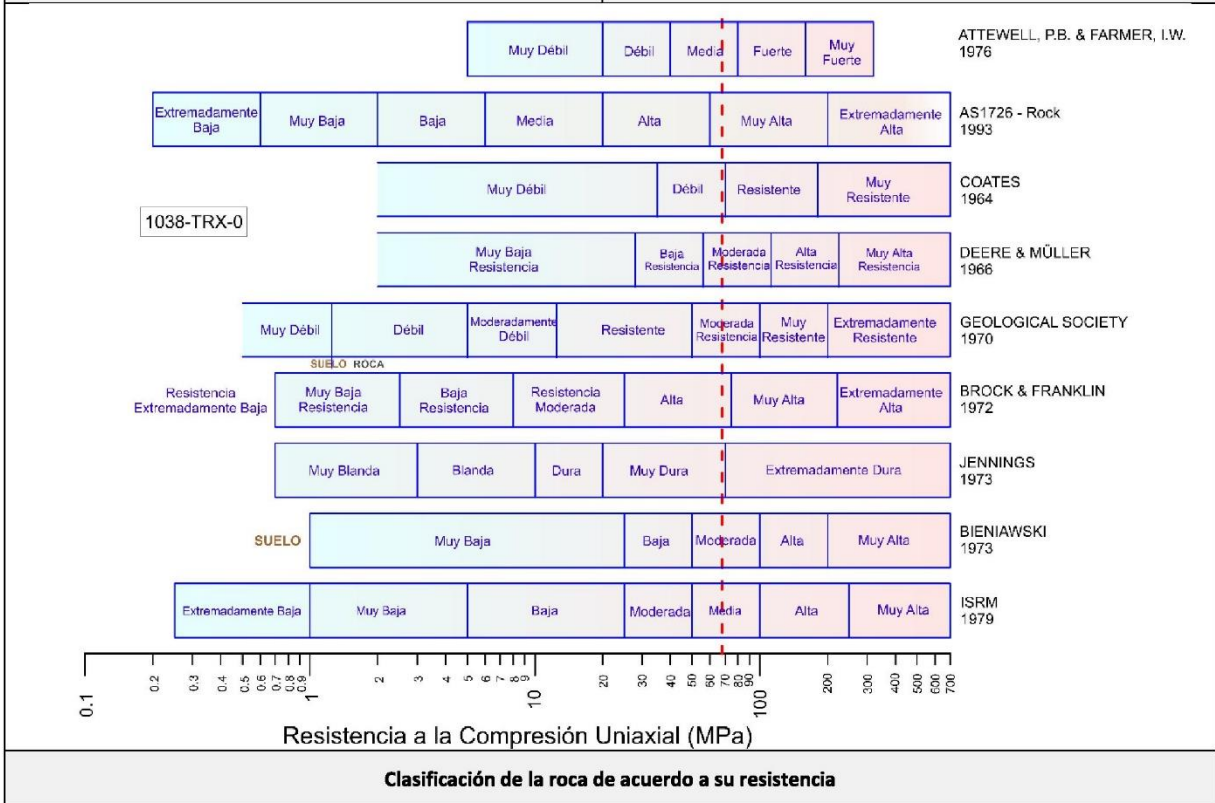 Muy Débil
Débil
Media
Fuerte
Muy
Fuerte
ATTEWELL, P.B. & FARMER, I.W.
1976
Extremadamente
Baja
Muy Baja
Baja
Media
Alta
Muy Alta
Extremadamente
Alta
AS1726 - Rock
1993
Muy Débil
Débil
Resistente
Muy
Resistente
COATES
1964
1038-TRX-0
Muy Baja
Resistencia
Baja
Resistencia
Moderada
Resistencia
Alta
Resistencia
Muy Alta
Resistencia
DEERE & MÜLLER
1966
Muy Débil
Débil
Moderadamente
Débil
Resistente
Moderada
Resistencia
Muy
Resistente
Extremadamente
Resistente
GEOLOGICAL SOCIETY
1970
SUELO ROCA
Resistencia
Extremadamente Baja
Muy Baja
Resistencia
Baja
Resistencia
Resistencia
Moderada
Alta
Muy Alta
Extremadamente
Alta
BROCK & FRANKLIN
1972
Muy Blanda
Blanda
Dura
Muy Dura
Extremadamente Dura
JENNINGS
1973
SUELO
Muy Baja
Baja
Moderada
Alta
Muy Alta
BIENIAWSKI
1973
Extremadamente Baja
Muy Baja
Baja
Moderada
Media
Alta
Muy Alta
ISRM
1979
0.1
0.2
0.3
0.4
0.5
0.6
0.7
0.8
0.9
1
2
3
4
5
6
7
8
9
10
20
30
40
50
60
70
80
90
100
200
300
400
500
600
700
Resistencia a la Compresión Uniaxial (MPa)
Clasificación de la roca de acuerdo a su resistencia